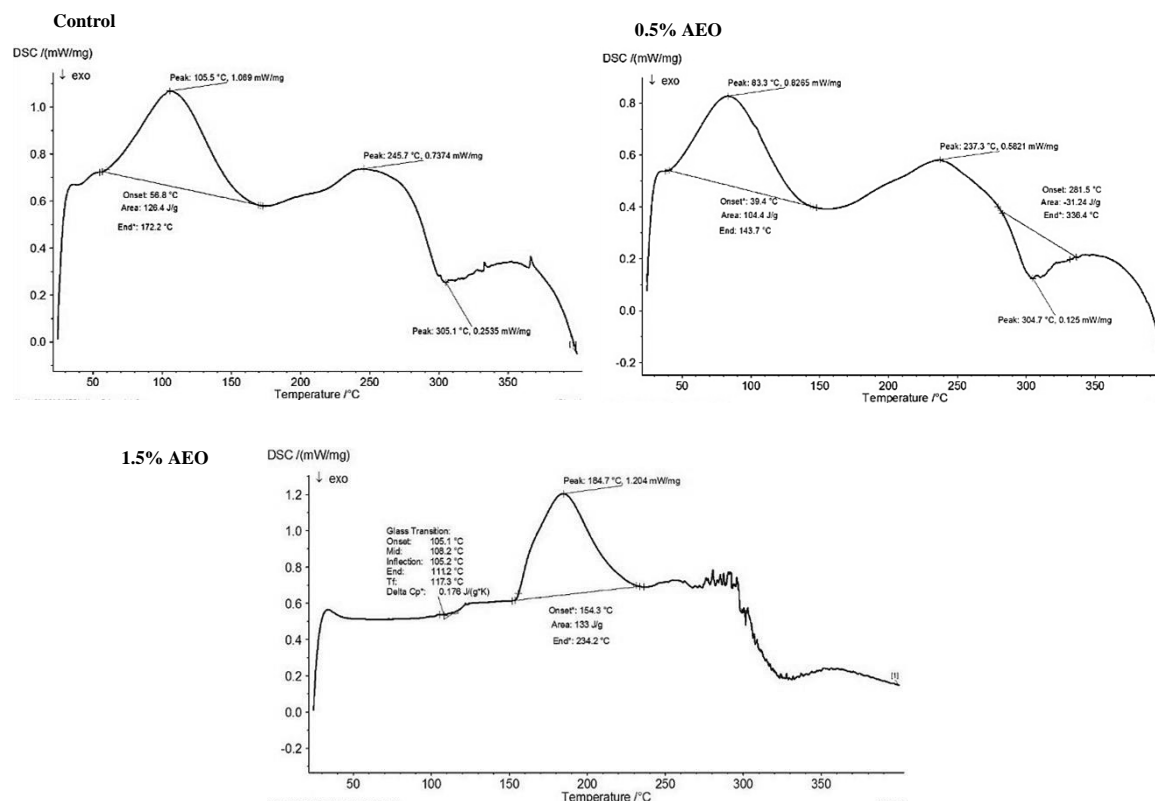 Control
DSC /(mW/mg)
↓ exo
Peak: 105.5 °C, 1.069 mW/mg
1.0
0.8
0.6
0.4
0.2
0.0
Peak: 245.7 °C, 0.7374 mW/mg
Onset: 56.8 °C
Area: 126.4 J/g
End*: 172.2 °C
Peak: 305.1 °C, 0.2535 mW/mg
[1]
50 100 150 200 250 300 350
Temperature /°C
0.5% AEO
DSC /(mW/mg)
↓ exo
Peak: 83.3 °C, 0.8265 mW/mg
0.8
0.6
0.4
0.2
0.0
-0.2
Peak: 237.3 °C, 0.5821 mW/mg
Onset*: 39.4 °C
Area: 104.4 J/g
End: 143.7 °C
Onset: 281.5 °C
Area: -31.24 J/g
End*: 336.4 °C
Peak: 304.7 °C, 0.125 mW/mg
50 100 150 200 250 300 350
Temperature /°C
1.5% AEO
DSC /(mW/mg)
↓ exo
Peak: 184.7 °C, 1.204 mW/mg
1.2
1.0
0.8
0.6
0.4
0.2
0.0
-0.2
Glass Transition:
Onset: 105.1 °C
Mid: 108.2 °C
Inflection: 105.2 °C
End: 111.2 °C
Tf: 117.3 °C
Delta Cp*: 0.176 J/(g*K)
Onset*: 154.3 °C
Area: 133 J/g
End*: 234.2 °C
[1]
50 100 150 200 250 300 350
Temperature /°C